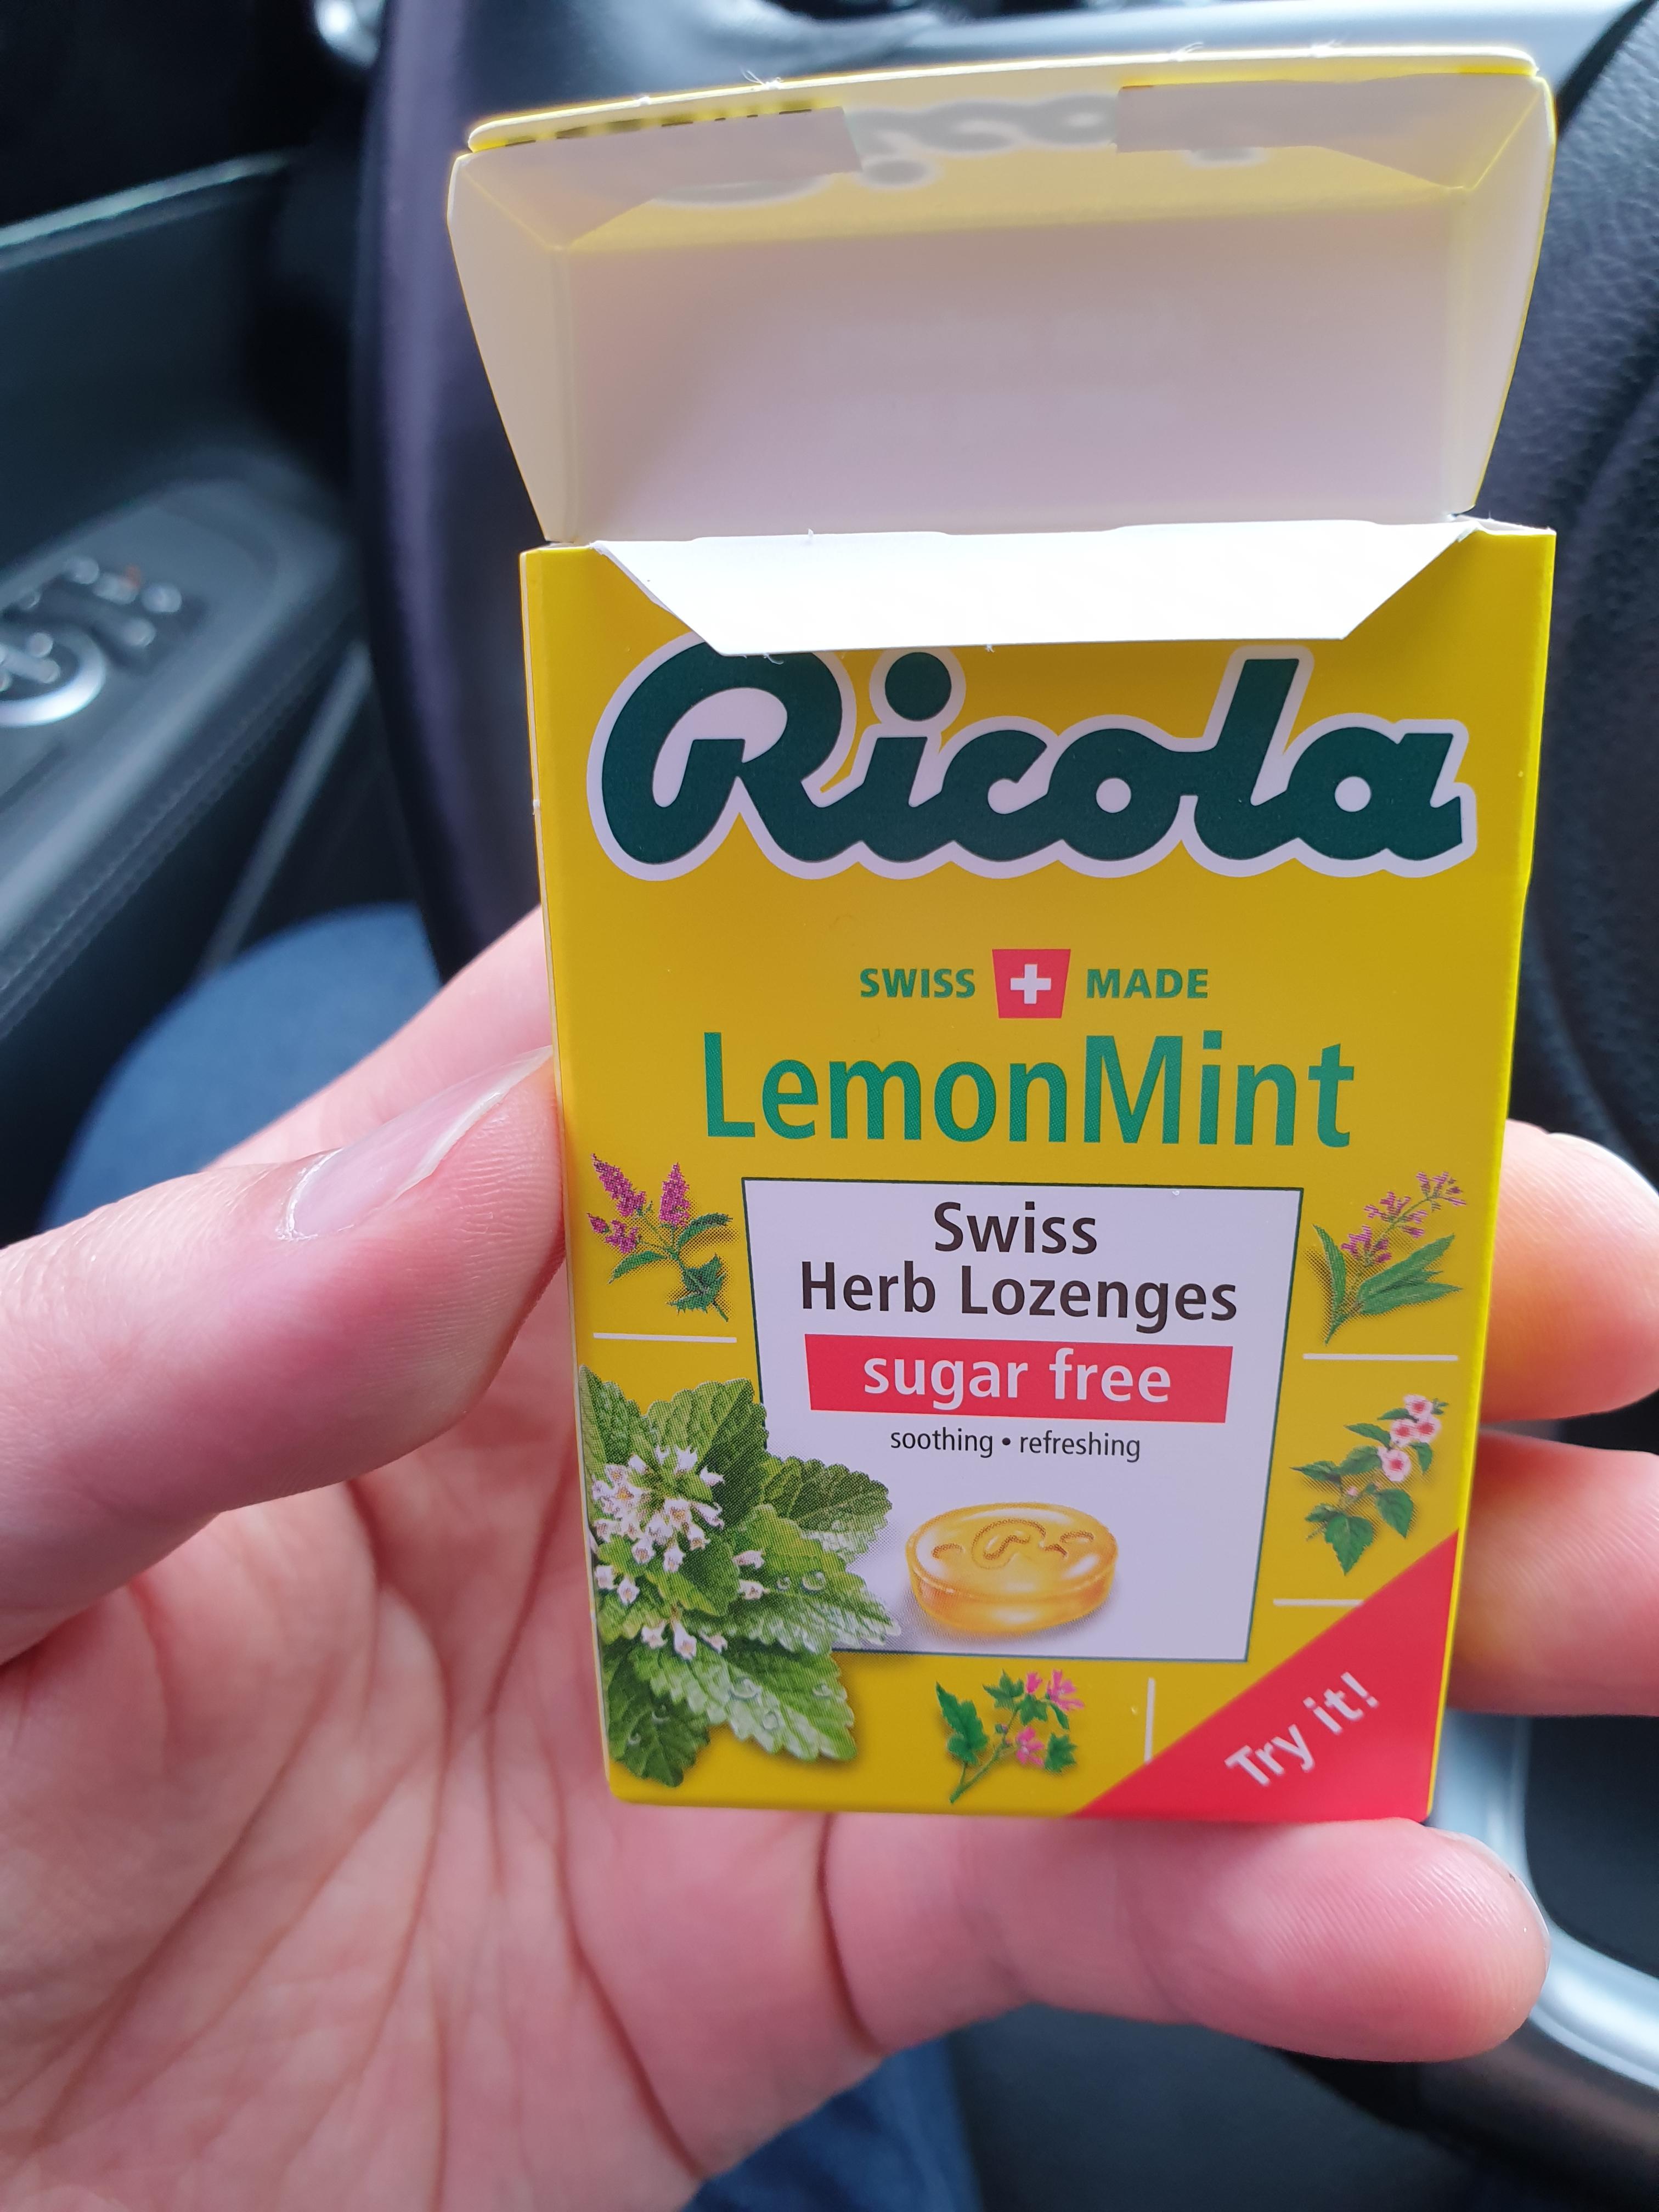 Ricola
SWISS MADE
LemonMint
Swiss
Herb Lozenges
sugar free
soothing • refreshing
Try it!